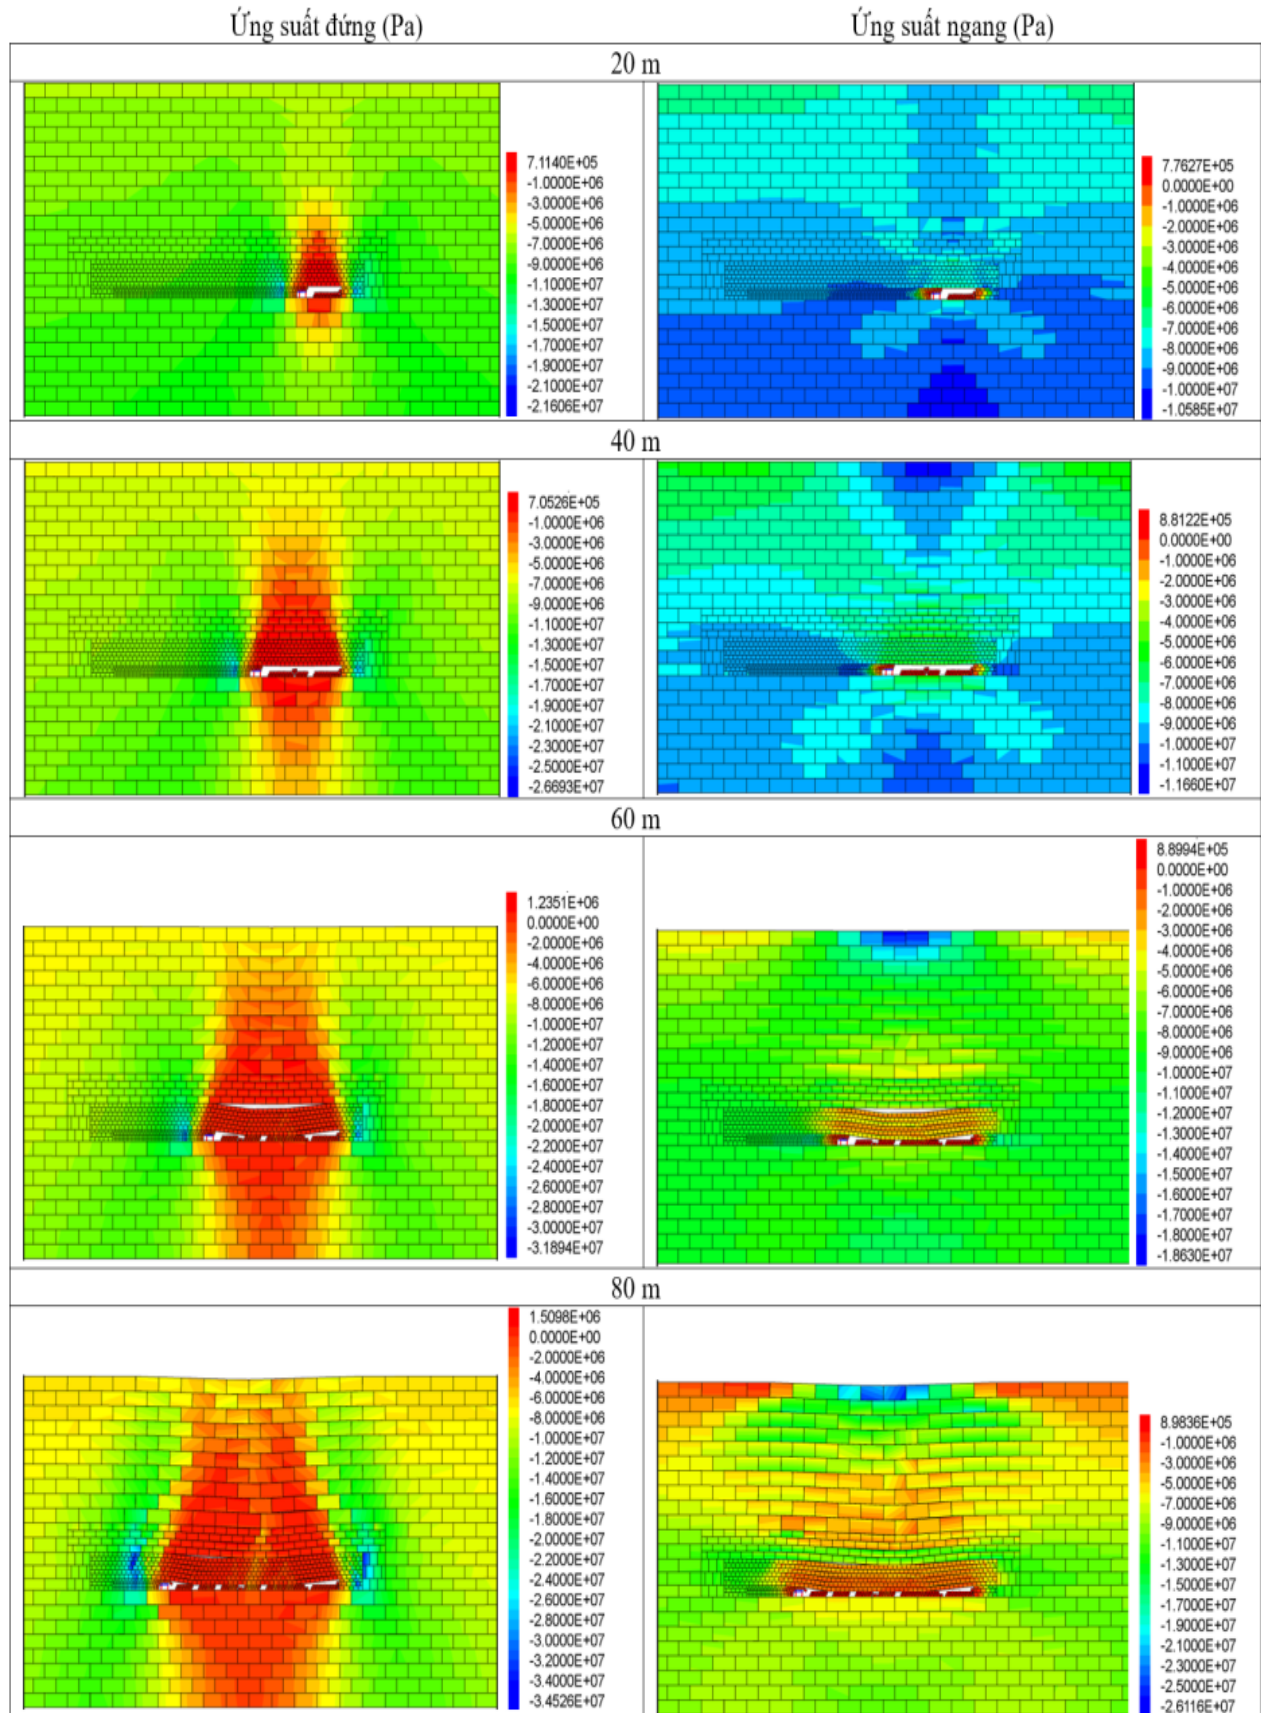 Ứng suất đứng (Pa)
Ứng suất ngang (Pa)
20 m
7.1140E+05
-1.0000E+06
-3.0000E+06
-5.0000E+06
-7.0000E+06
-9.0000E+06
-1.1000E+07
-1.3000E+07
-1.5000E+07
-1.7000E+07
-1.9000E+07
-2.1000E+07
-2.1606E+07
7.7627E+05
0.0000E+00
-1.0000E+06
-2.0000E+06
-3.0000E+06
-4.0000E+06
-5.0000E+06
-6.0000E+06
-7.0000E+06
-8.0000E+06
-9.0000E+06
-1.0000E+07
-1.0585E+07
40 m
7.0526E+05
-1.0000E+06
-3.0000E+06
-5.0000E+06
-7.0000E+06
-9.0000E+06
-1.1000E+07
-1.3000E+07
-1.5000E+07
-1.7000E+07
-1.9000E+07
-2.1000E+07
-2.3000E+07
-2.5000E+07
-2.6693E+07
8.8122E+05
0.0000E+00
-1.0000E+06
-2.0000E+06
-3.0000E+06
-4.0000E+06
-5.0000E+06
-6.0000E+06
-7.0000E+06
-8.0000E+06
-9.0000E+06
-1.0000E+07
-1.1000E+07
-1.1660E+07
60 m
1.2351E+06
0.0000E+00
-2.0000E+06
-4.0000E+06
-6.0000E+06
-8.0000E+06
-1.0000E+07
-1.2000E+07
-1.4000E+07
-1.6000E+07
-1.8000E+07
-2.0000E+07
-2.2000E+07
-2.4000E+07
-2.6000E+07
-2.8000E+07
-3.0000E+07
-3.1894E+07
8.8994E+05
0.0000E+00
-1.0000E+06
-2.0000E+06
-3.0000E+06
-4.0000E+06
-5.0000E+06
-6.0000E+06
-7.0000E+06
-8.0000E+06
-9.0000E+06
-1.0000E+07
-1.1000E+07
-1.2000E+07
-1.3000E+07
-1.4000E+07
-1.5000E+07
-1.6000E+07
-1.7000E+07
-1.8000E+07
-1.8630E+07
80 m
1.5098E+06
0.0000E+00
-2.0000E+06
-4.0000E+06
-6.0000E+06
-8.0000E+06
-1.0000E+07
-1.2000E+07
-1.4000E+07
-1.6000E+07
-1.8000E+07
-2.0000E+07
-2.2000E+07
-2.4000E+07
-2.6000E+07
-2.8000E+07
-3.0000E+07
-3.2000E+07
-3.4000E+07
-3.4526E+07
8.9836E+05
-1.0000E+06
-3.0000E+06
-5.0000E+06
-7.0000E+06
-9.0000E+06
-1.1000E+07
-1.3000E+07
-1.5000E+07
-1.7000E+07
-1.9000E+07
-2.1000E+07
-2.3000E+07
-2.5000E+07
-2.6116E+07